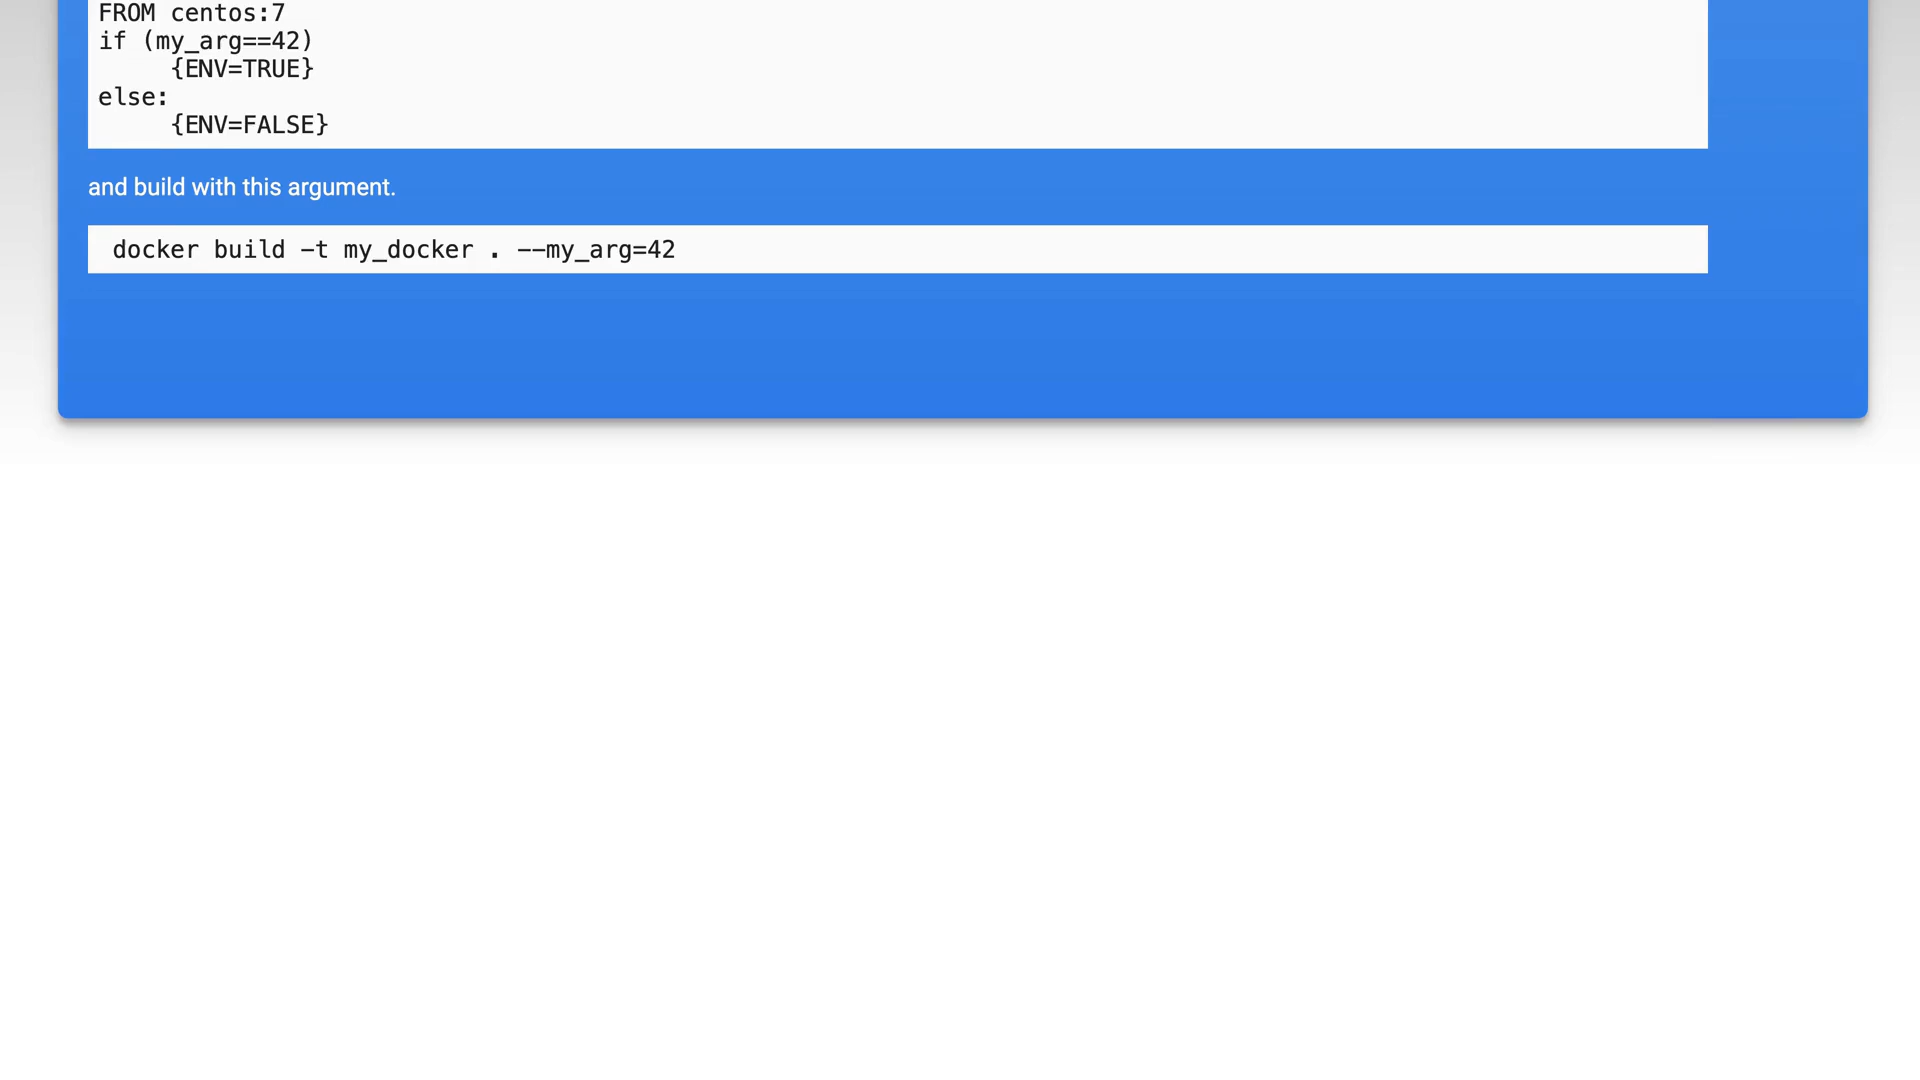 FROM centos:7
if (my_arg==42)
     {ENV=TRUE}
else:
     {ENV=FALSE}
and build with this argument.
docker build -t my_docker . --my_arg=42